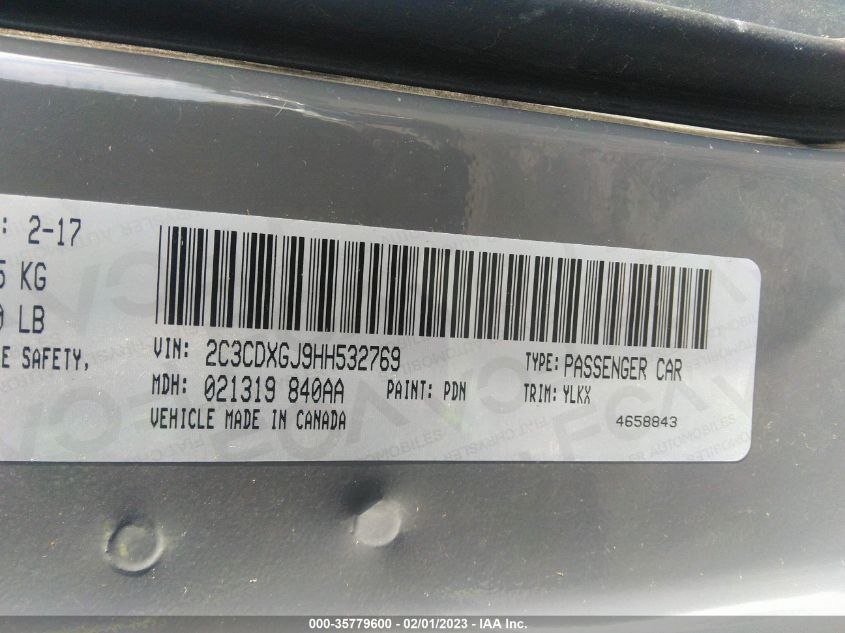 : 2-17
KG
LB
E SAFETY,
VIN: 2C3CDXGJ9HH532769
TYPE: PASSENGER CAR
MDH: 021319 840AA
PAINT: PDN
TRIM: YLKX
VEHICLE MADE IN CANADA
4658843
000-35779600 - 02/01/2023 - IAA Inc.